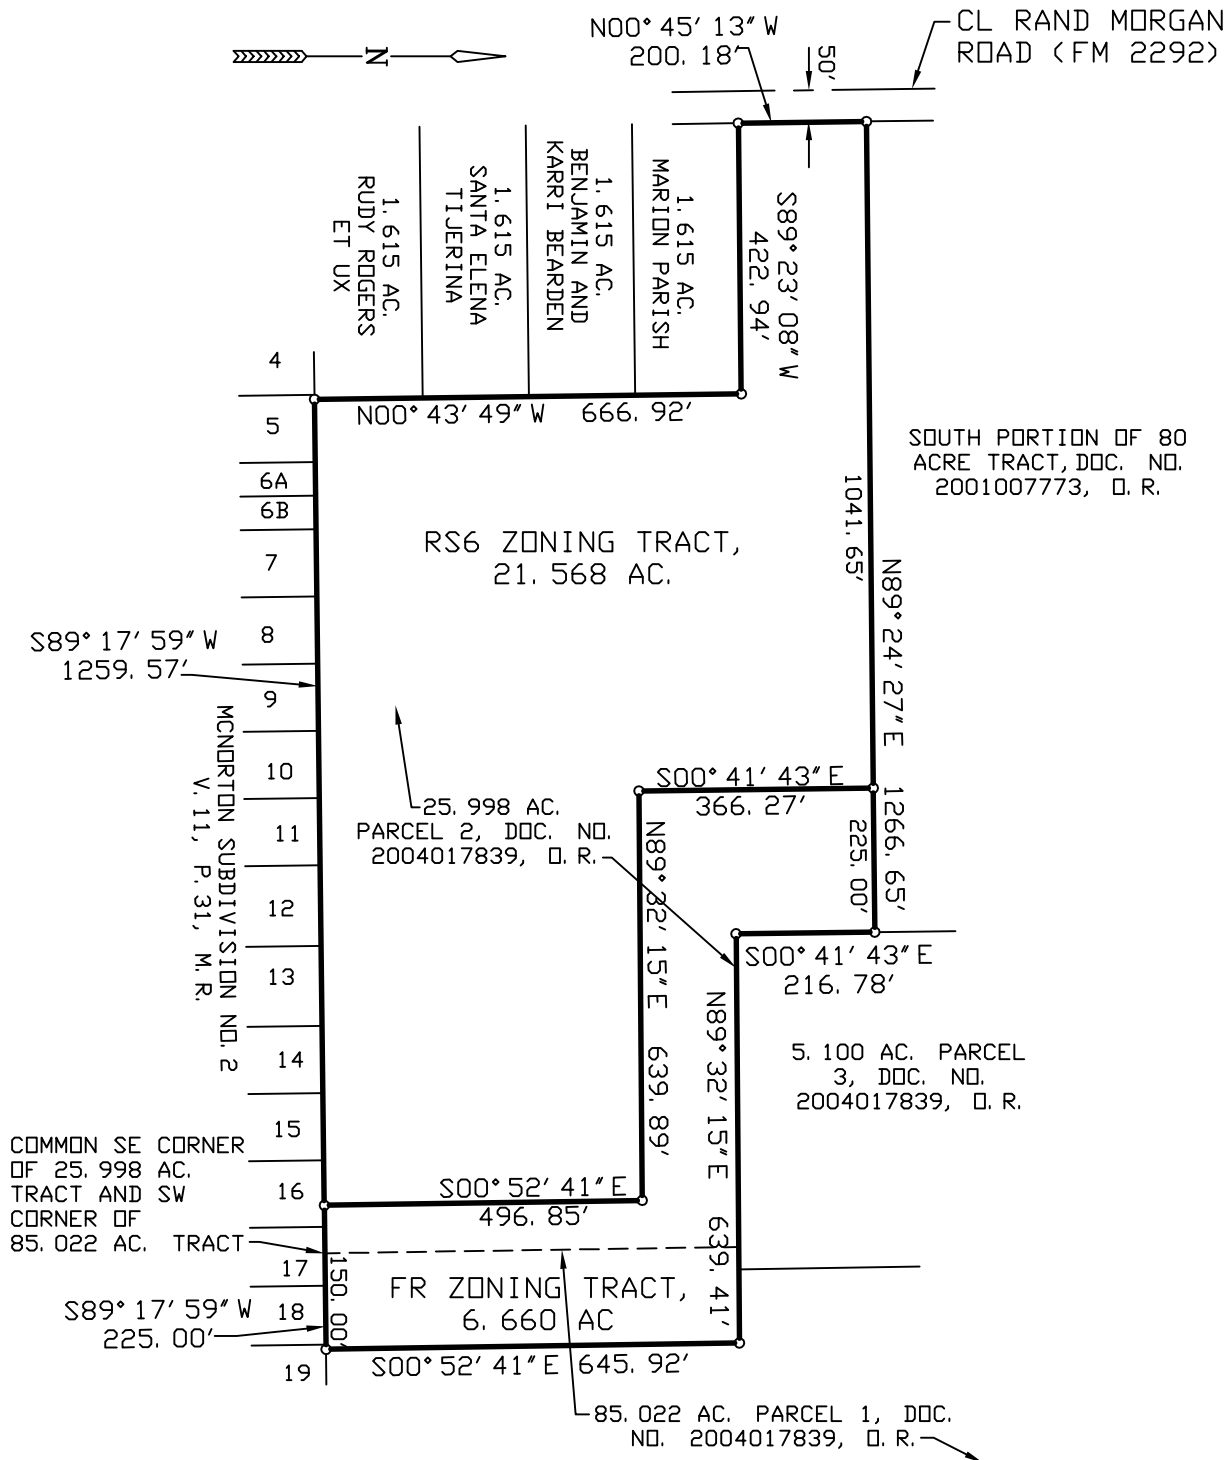 N00° 45' 13" W
200. 18'
50'
CL RAND MORGAN
ROAD (FM 2292)
N
1. 615 AC.
RUDY ROGERS
ET UX
1. 615 AC.
SANTA ELENA
TIJERINA
1. 615 AC.
BENJAMIN AND
KARRI BEARDEN
1. 615 AC.
MARION PARISH
S89° 23' 08" W
422. 94'
4
5
6A
6B
7
8
9
10
11
12
13
14
15
16
17
18
19
N00° 43' 49" W 666. 92'
SOUTH PORTION OF 80
ACRE TRACT, DOC. NO.
2001007773, O. R.
1041. 65'
N89° 24' 27" E 1266. 65'
RS6 ZONING TRACT,
21. 568 AC.
S89° 17' 59" W
1259. 57'
MCNORTON SUBDIVISION NO. 2
V. 11, P. 31, M. R.
25. 998 AC.
PARCEL 2, DOC. NO.
2004017839, O. R.
S00° 41' 43" E
366. 27'
225. 00'
N89° 32' 15" E 639. 89'
S00° 41' 43" E
216. 78'
N89° 32' 15" E 639. 41'
5. 100 AC. PARCEL
3, DOC. NO.
2004017839, O. R.
COMMON SE CORNER
OF 25. 998 AC.
TRACT AND SW
CORNER OF
85. 022 AC. TRACT
S00° 52' 41" E
496. 85'
150. 00'
FR ZONING TRACT,
6. 660 AC
S89° 17' 59" W
225. 00'
S00° 52' 41" E 645. 92'
85. 022 AC. PARCEL 1, DOC.
NO. 2004017839, O. R.